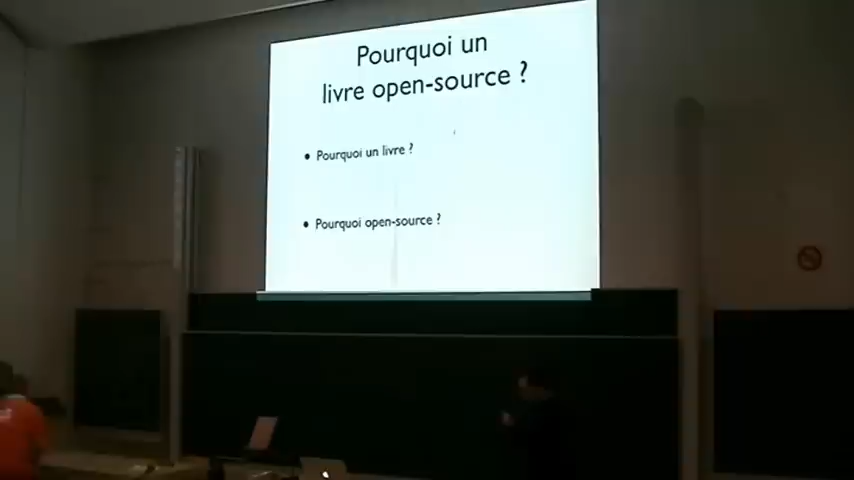 Pourquoi un
livre open-source ?
• Pourquoi un livre ?
• Pourquoi open-source ?